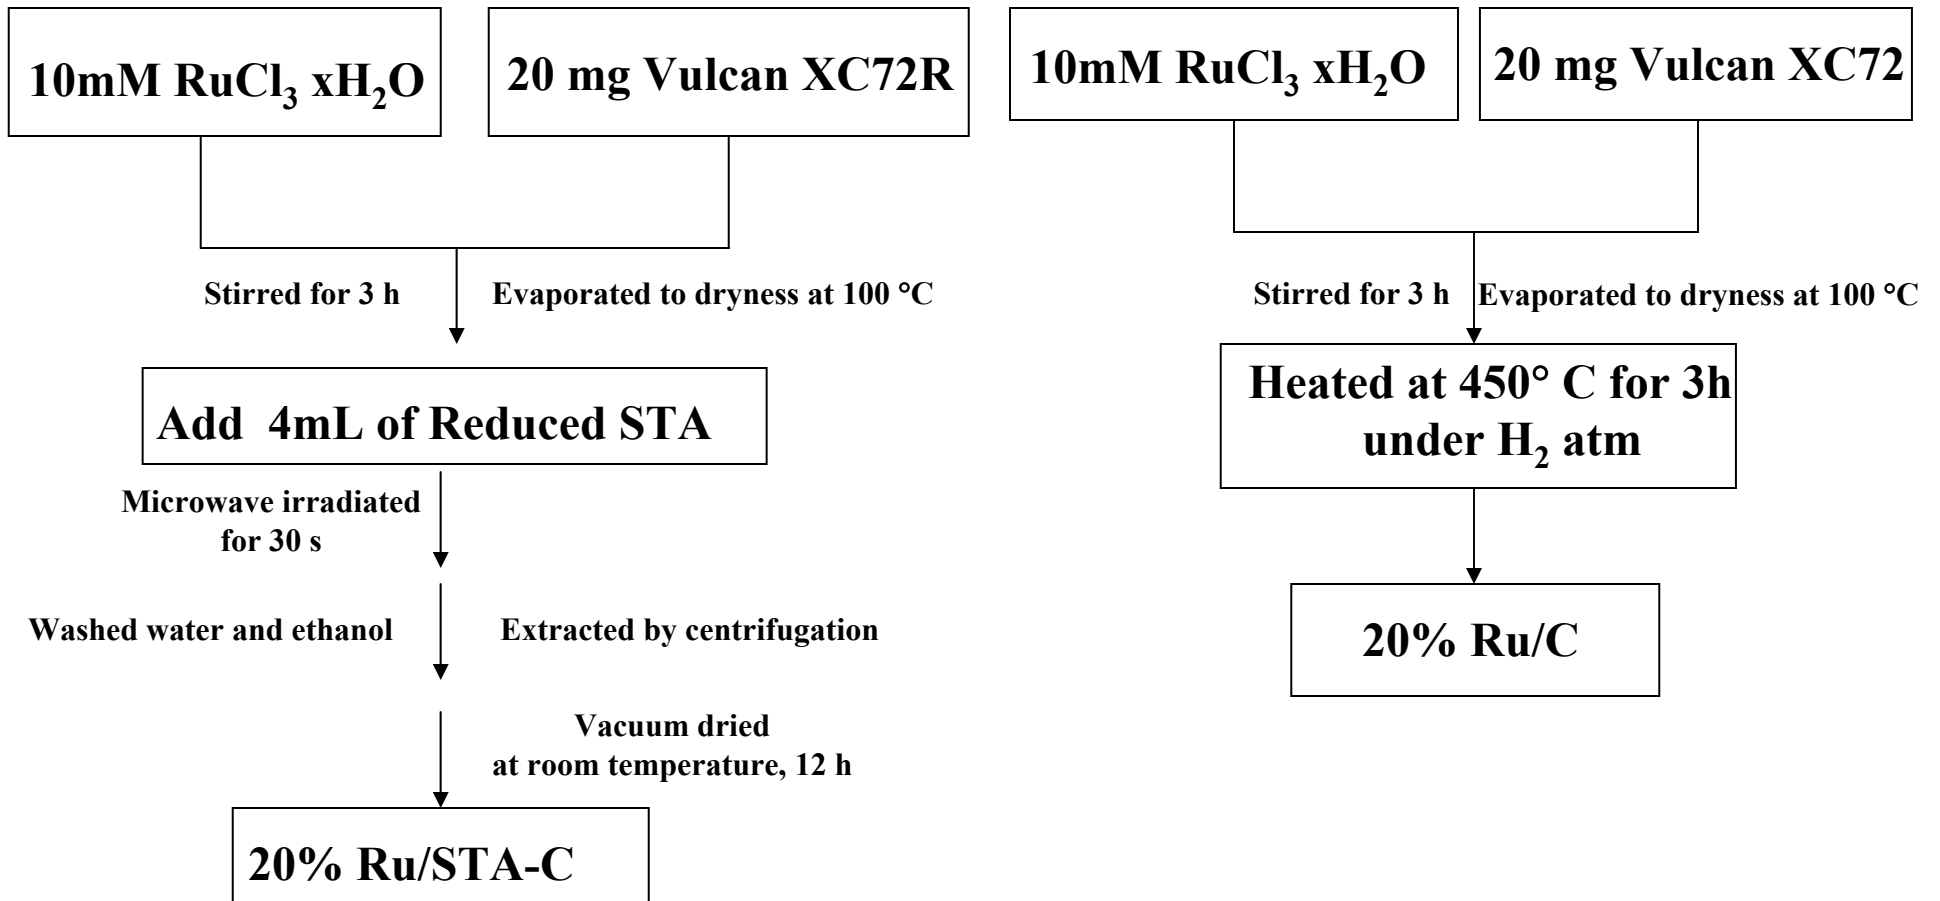 10mM RuCl₃ xH₂O
20 mg Vulcan XC72R
Stirred for 3 h
Evaporated to dryness at 100 °C
Add 4mL of Reduced STA
Microwave irradiated
for 30 s
Washed water and ethanol
Extracted by centrifugation
Vacuum dried
at room temperature, 12 h
20% Ru/STA-C
10mM RuCl₃ xH₂O
20 mg Vulcan XC72
Stirred for 3 h
Evaporated to dryness at 100 °C
Heated at 450° C for 3h
under H₂ atm
20% Ru/C